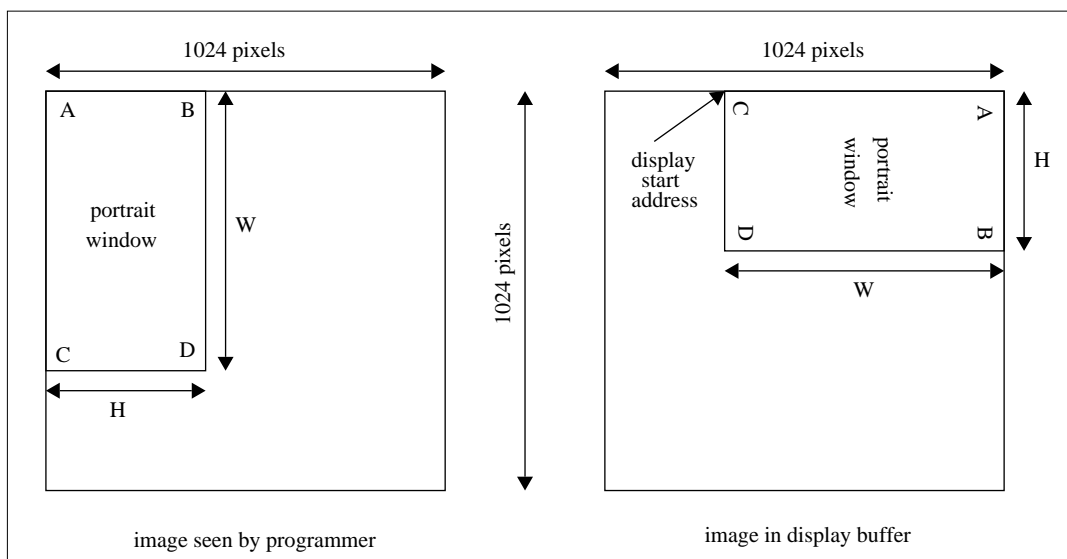 1024 pixels
A
B
portrait
window
W
C
D
H
image seen by programmer
1024 pixels
1024 pixels
C
A
display
start
address
portrait
window
H
D
B
W
image in display buffer